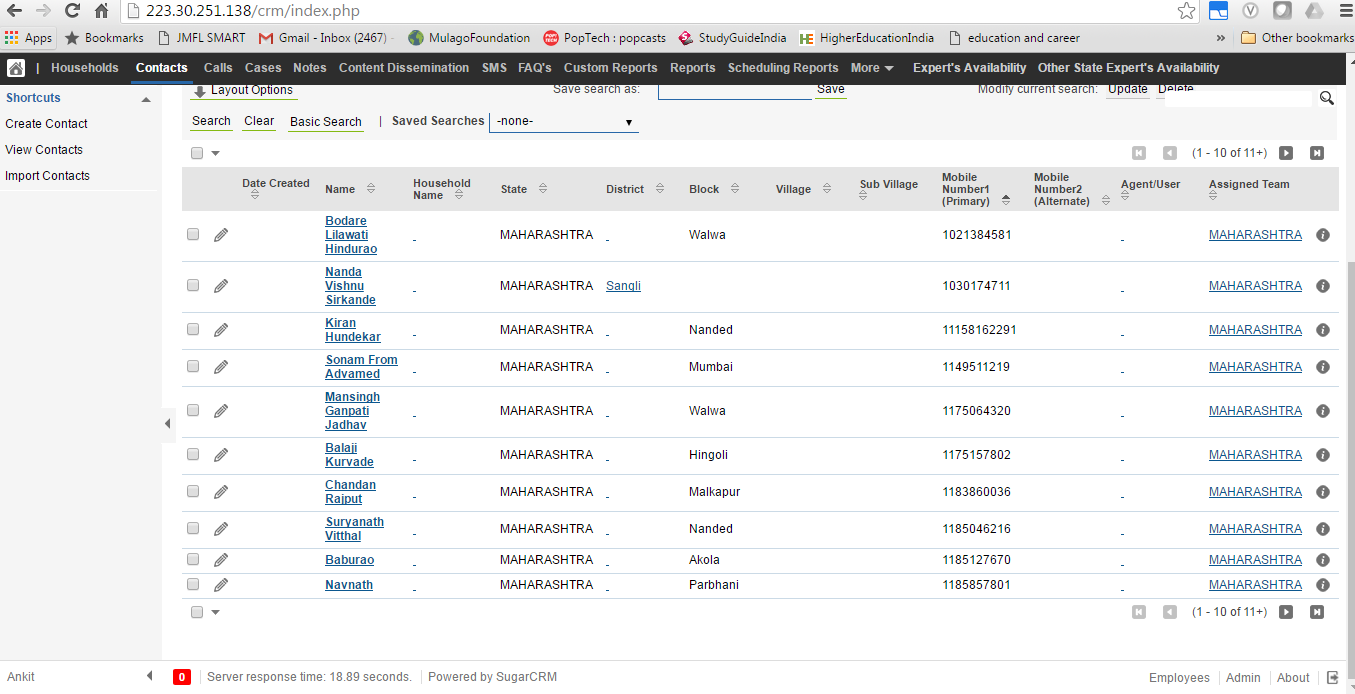 223.30.251.138/crm/index.php
Apps Bookmarks JMFL SMART Gmail - Inbox (2467) - MulagoFoundation PopTech : popcasts StudyGuideIndia HigherEducationIndia education and career » Other bookmarks
| Households Contacts Calls Cases Notes Content Dissemination SMS FAQ's Custom Reports Reports Scheduling Reports More Expert's Availability Other State Expert's Availability
Shortcuts
Create Contact
View Contacts
Import Contacts
Layout Options Save search as: Save Modify current search: Update Delete
Search Clear Basic Search | Saved Searches -none-
(1 - 10 of 11+)
Date Created Name Household Name State District Block Village Sub Village Mobile Number1 (Primary) Mobile Number2 (Alternate) Agent/User Assigned Team
Bodare Lilawati Hindurao MAHARASHTRA Walwa 1021384581 MAHARASHTRA
Nanda Vishnu Sirkande MAHARASHTRA Sangli 1030174711 MAHARASHTRA
Kiran Hundekar MAHARASHTRA Nanded 11158162291 MAHARASHTRA
Sonam From Advamed MAHARASHTRA Mumbai 1149511219 MAHARASHTRA
Mansingh Ganpati Jadhav MAHARASHTRA Walwa 1175064320 MAHARASHTRA
Balaji Kurvade MAHARASHTRA Hingoli 1175157802 MAHARASHTRA
Chandan Rajput MAHARASHTRA Malkapur 1183860036 MAHARASHTRA
Suryanath Vitthal MAHARASHTRA Nanded 1185046216 MAHARASHTRA
Baburao MAHARASHTRA Akola 1185127670 MAHARASHTRA
Navnath MAHARASHTRA Parbhani 1185857801 MAHARASHTRA
(1 - 10 of 11+)
Ankit 0 Server response time: 18.89 seconds. Powered by SugarCRM Employees Admin About